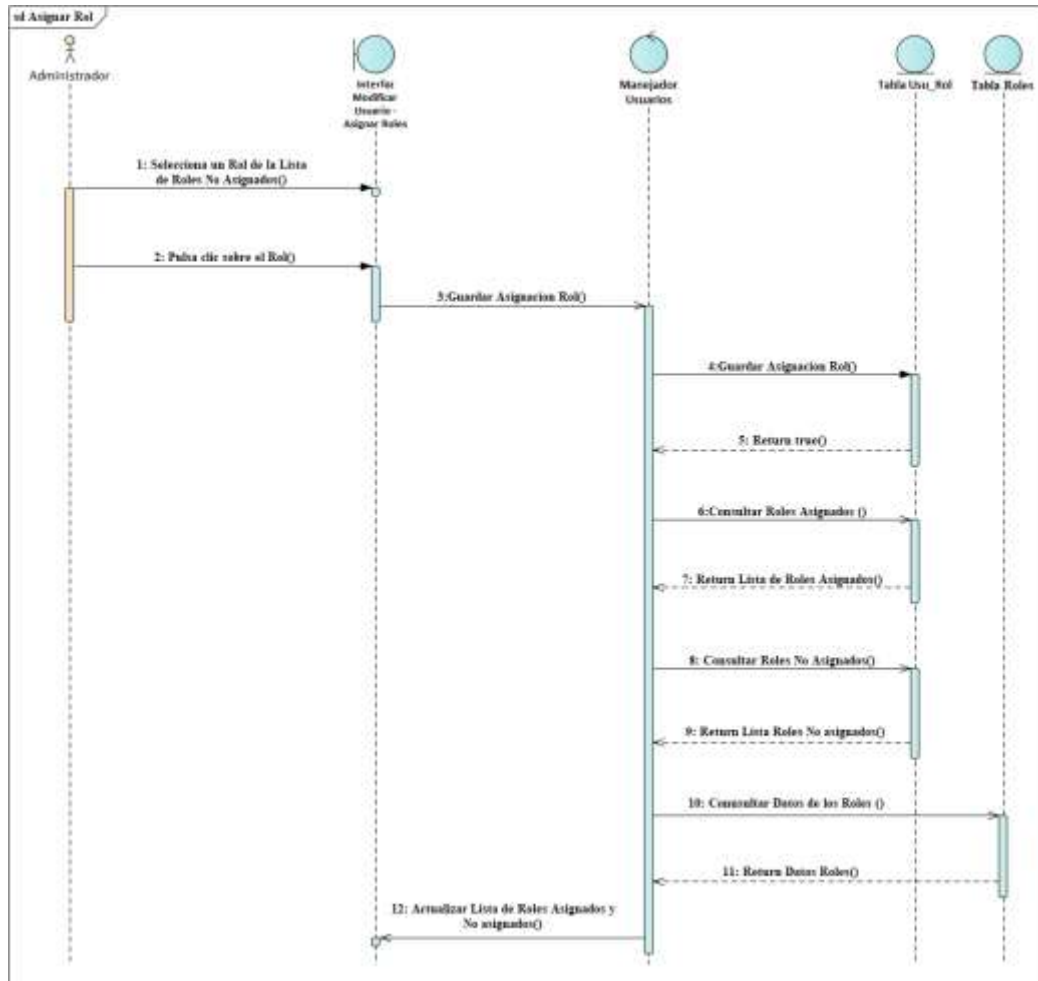 sd Asignar Rol
Administrador
Interfaz
Modificar
Usuario -
Asignar Roles
Manejador
Usuarios
Tabla Usu_Rol
Tabla Roles
1: Selecciona un Rol de la Lista
de Roles No Asignados()
2: Pulsa clic sobre el Rol()
3:Guardar Asignacion Rol()
4:Guardar Asignacion Rol()
5: Return true()
6:Consultar Roles Asignados ()
7: Return Lista de Roles Asignados()
8: Consultar Roles No Asignados()
9: Return Lista Roles No asignados()
10: Comsultar Datos de los Roles ()
11: Return Datos Roles()
12: Actualizar Lista de Roles Asignados y
No asignados()